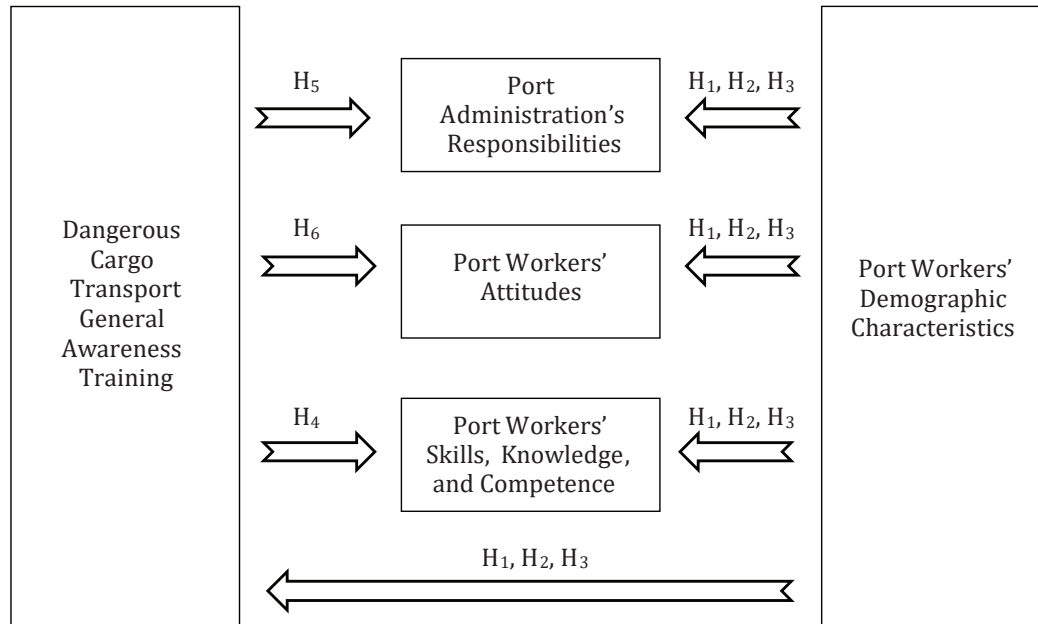 H₅
Port
Administration’s
Responsibilities
H₁, H₂, H₃
Dangerous
Cargo
Transport
General
Awareness
Training
H₆
Port Workers’
Attitudes
H₁, H₂, H₃
Port Workers’
Demographic
Characteristics
H₄
Port Workers’
Skills, Knowledge,
and Competence
H₁, H₂, H₃
H₁, H₂, H₃